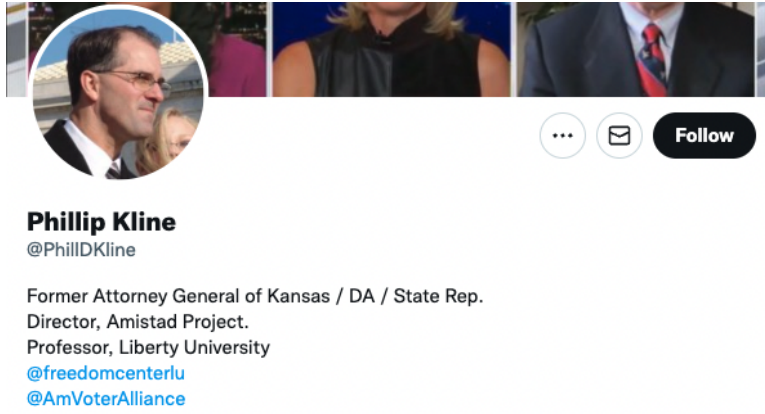 Follow
Phillip Kline
@PhillDKline
Former Attorney General of Kansas / DA / State Rep.
Director, Amistad Project.
Professor, Liberty University
@freedomcenterlu
@AmVoterAlliance